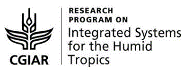 RESEARCH
PROGRAM ON
Integrated Systems
for the Humid
Tropics
CGIAR